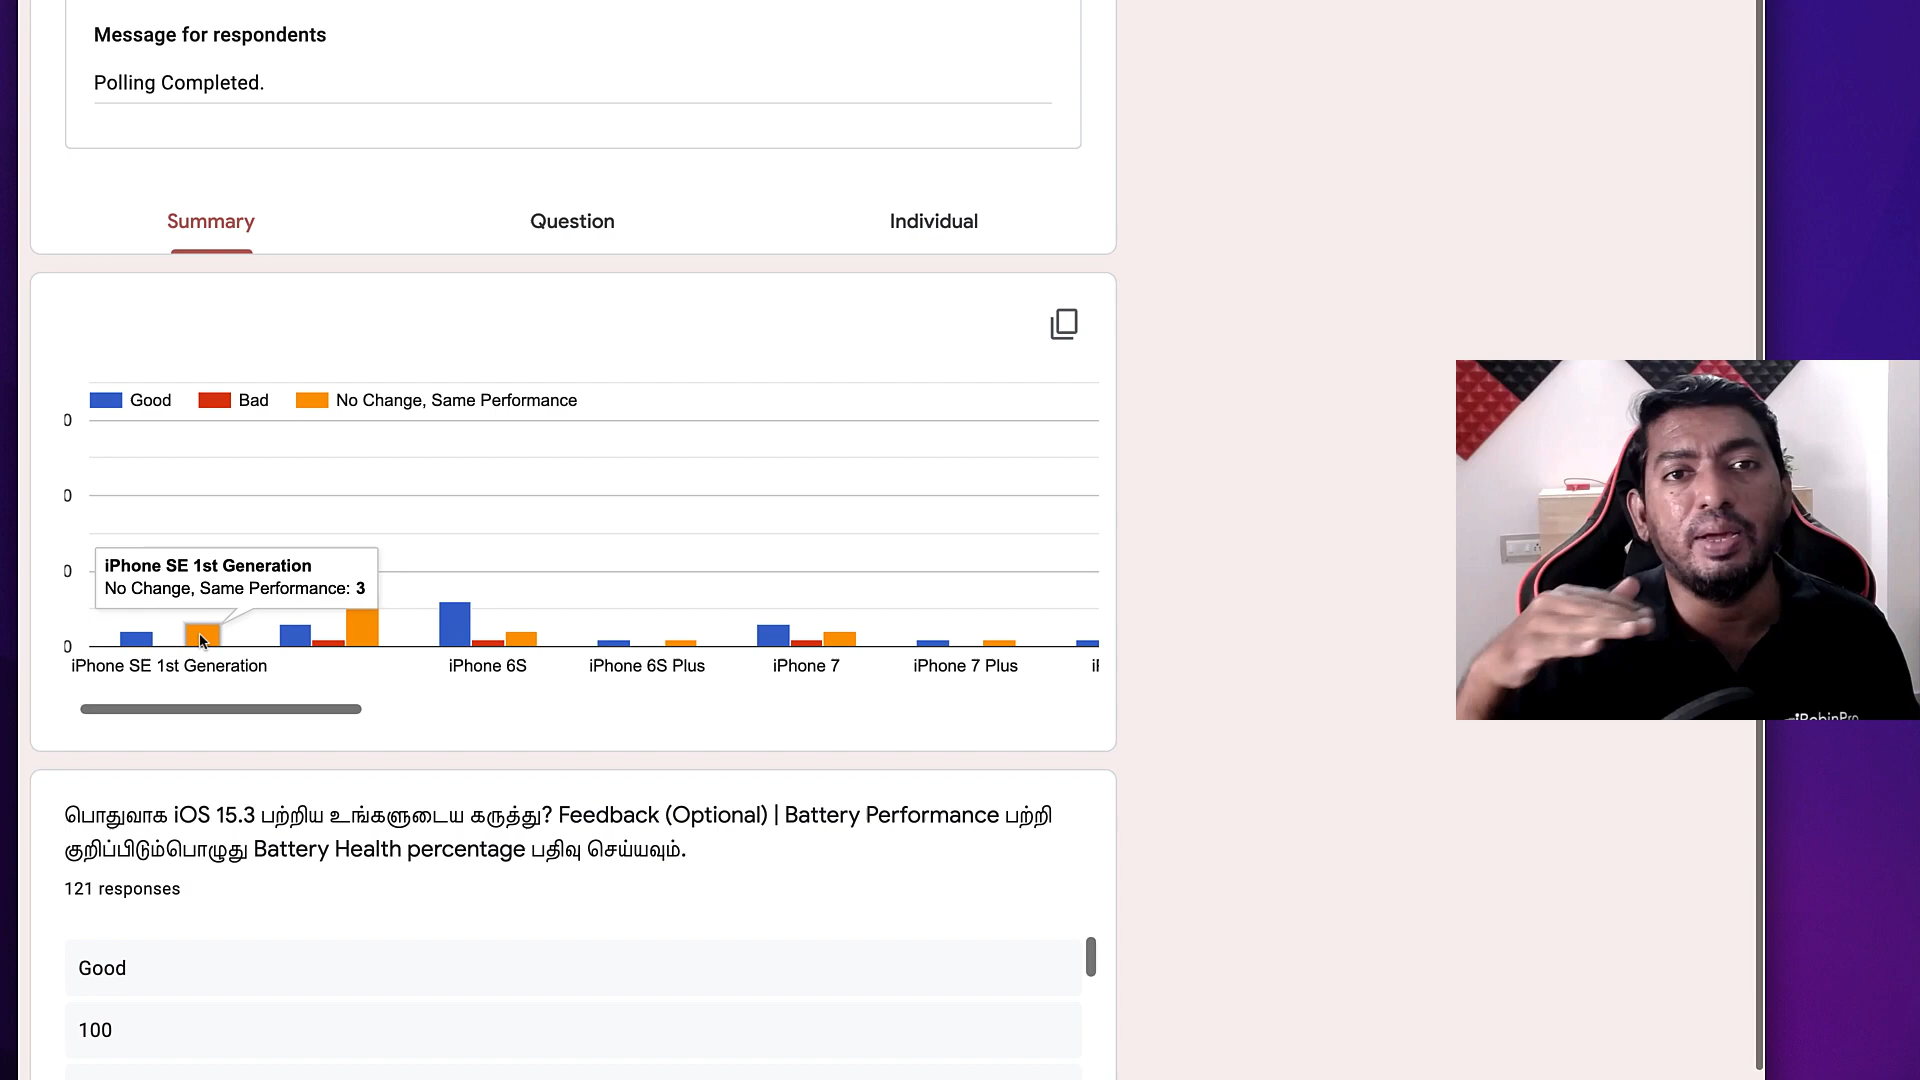 Message for respondents
Polling Completed.
Summary
Question
Individual
Good
Bad
No Change, Same Performance
0
0
0
iPhone SE 1st Generation
No Change, Same Performance: 3
0
iPhone SE 1st Generation
iPhone 6S
iPhone 6S Plus
iPhone 7
iPhone 7 Plus
பொதுவாக iOS 15.3 பற்றிய உங்களுடைய கருத்து? Feedback (Optional) | Battery Performance பற்றி
குறிப்பிடும்பொழுது Battery Health percentage பதிவு செய்யவும்.
121 responses
Good
100